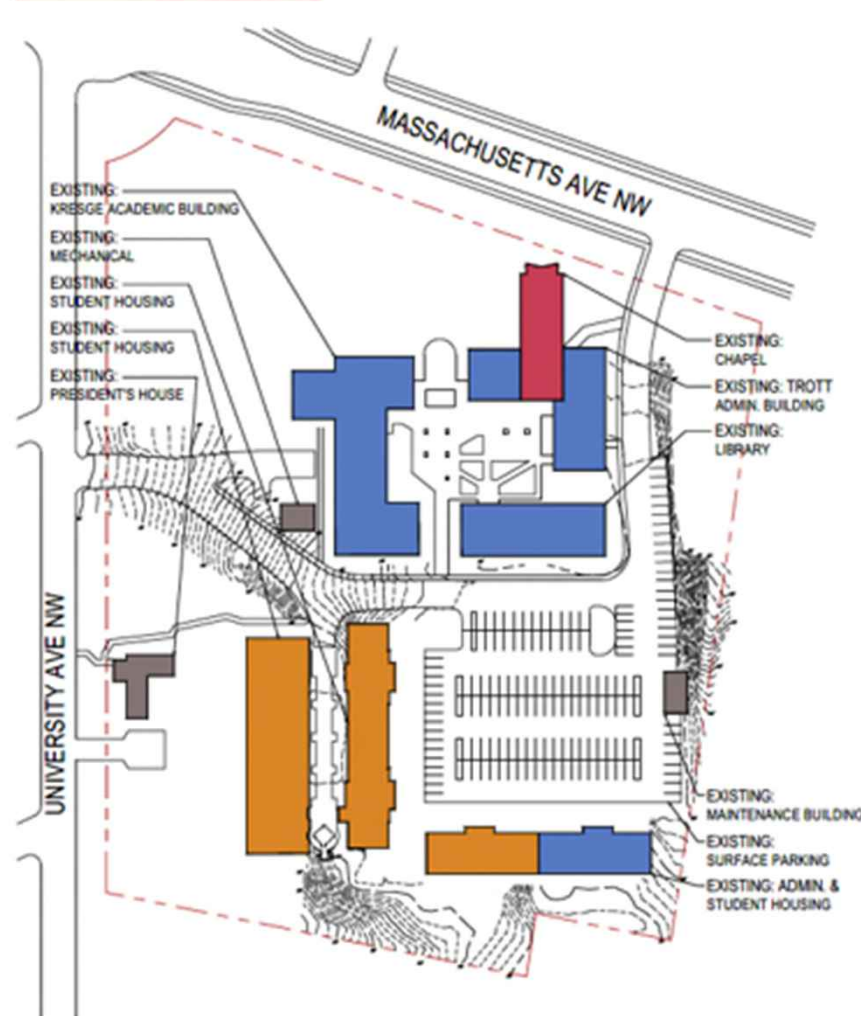 MASSACHUSETTS AVE NW
EXISTING:
KRESGE ACADEMIC BUILDING
EXISTING:
MECHANICAL
EXISTING:
STUDENT HOUSING
EXISTING:
STUDENT HOUSING
EXISTING:
PRESIDENT'S HOUSE
EXISTING:
CHAPEL
EXISTING: TROTT
ADMIN. BUILDING
EXISTING:
LIBRARY
UNIVERSITY AVE NW
EXISTING:
MAINTENANCE BUILDING
EXISTING:
SURFACE PARKING
EXISTING: ADMIN. &
STUDENT HOUSING